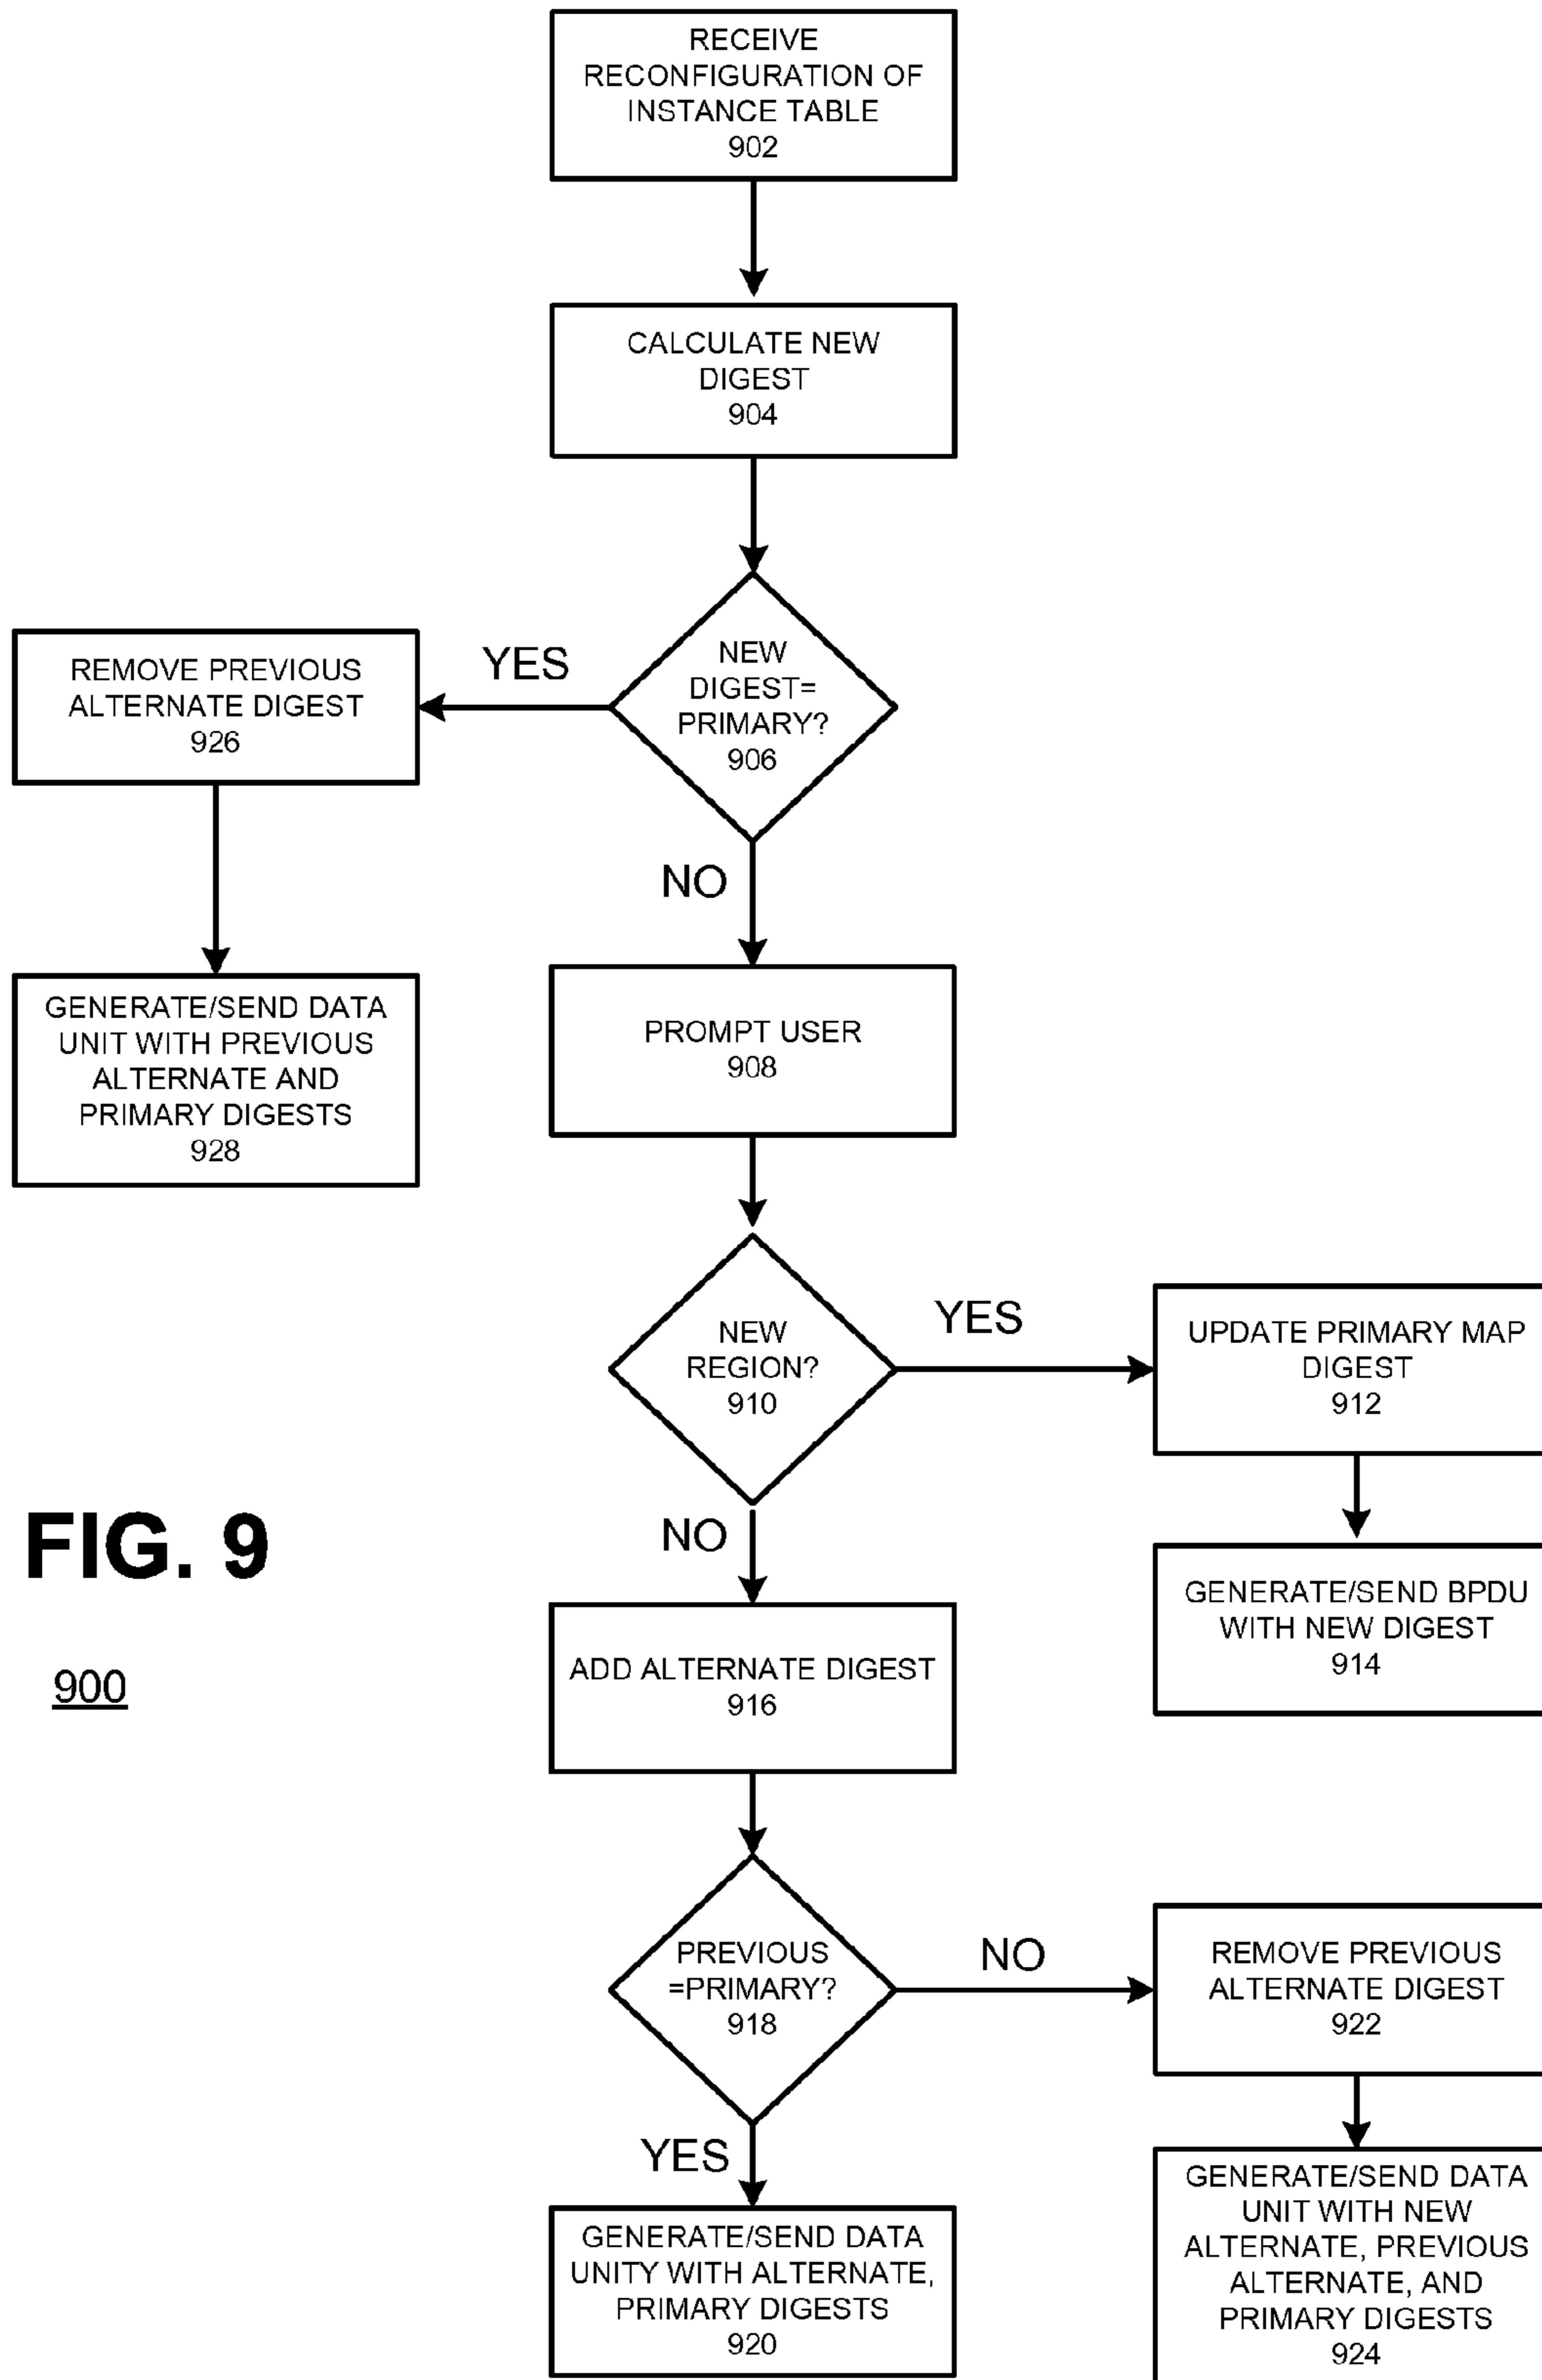 RECEIVE
RECONFIGURATION OF
INSTANCE TABLE
902
CALCULATE NEW
DIGEST
904
NEW
DIGEST=
PRIMARY?
906
YES
REMOVE PREVIOUS
ALTERNATE DIGEST
926
GENERATE/SEND DATA
UNIT WITH PREVIOUS
ALTERNATE AND
PRIMARY DIGESTS
928
NO
PROMPT USER
908
NEW
REGION?
910
YES
UPDATE PRIMARY MAP
DIGEST
912
GENERATE/SEND BPDU
WITH NEW DIGEST
914
NO
ADD ALTERNATE DIGEST
916
PREVIOUS
=PRIMARY?
918
NO
REMOVE PREVIOUS
ALTERNATE DIGEST
922
GENERATE/SEND DATA
UNIT WITH NEW
ALTERNATE, PREVIOUS
ALTERNATE, AND
PRIMARY DIGESTS
924
YES
GENERATE/SEND DATA
UNITY WITH ALTERNATE,
PRIMARY DIGESTS
920
FIG. 9
900